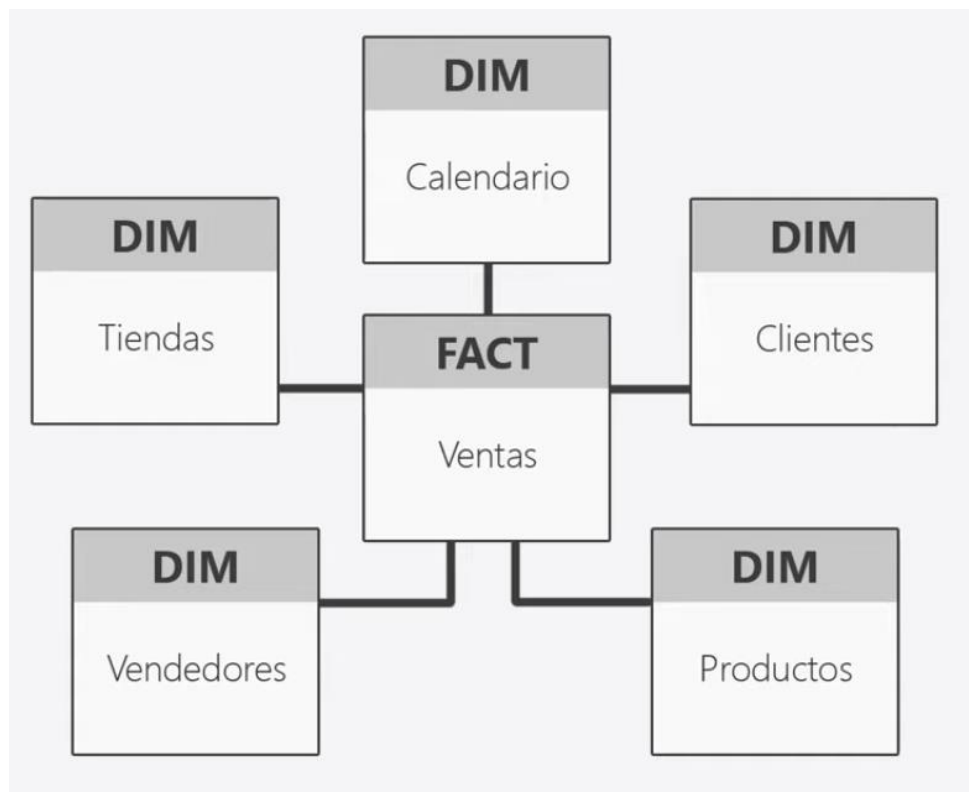 DIM
Calendario
DIM
Tiendas
DIM
Clientes
FACT
Ventas
DIM
Vendedores
DIM
Productos